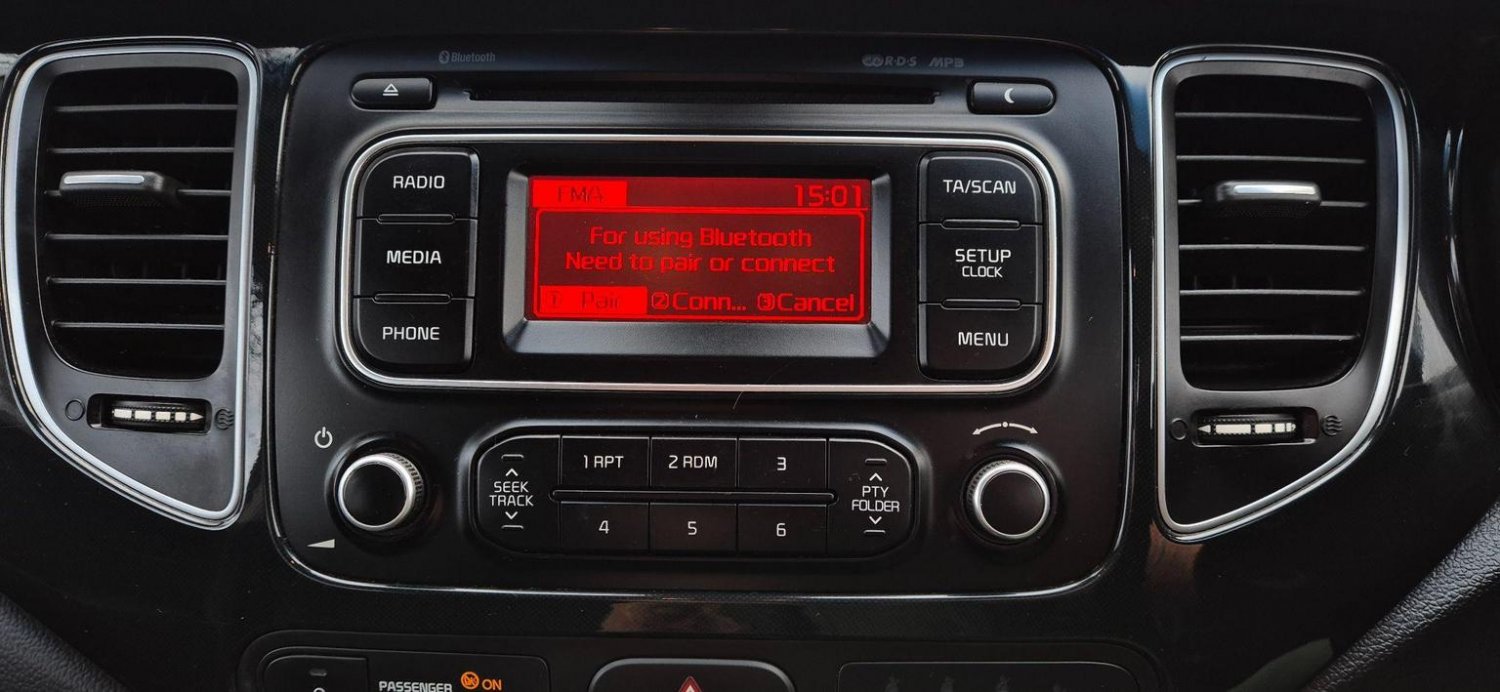 Bluetooth
R·D·S MP3
RADIO
MEDIA
PHONE
FMA 15:01
For using Bluetooth
Need to pair or connect
1 Pair 2 Conn... 3 Cancel
TA/SCAN
SETUP
CLOCK
MENU
SEEK
TRACK
1 RPT 2 RDM 3
4 5 6
PTY
FOLDER
PASSENGER ON